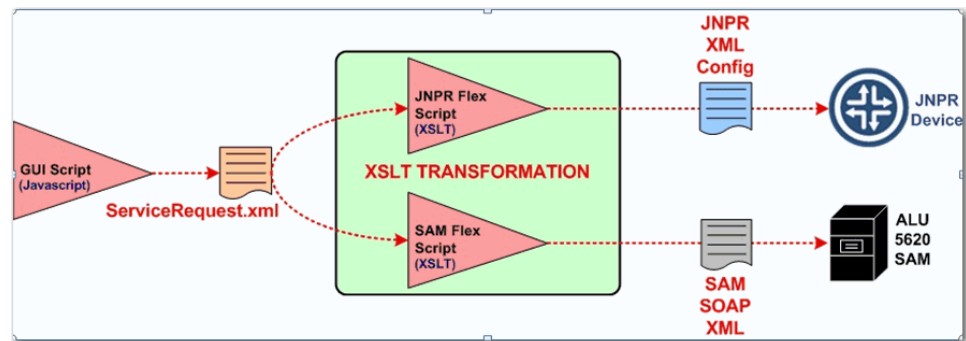 GUI Script
(Javascript)
ServiceRequest.xml
JNPR Flex
Script
(XSLT)
XSLT TRANSFORMATION
SAM Flex
Script
(XSLT)
JNPR
XML
Config
JNPR
Device
SAM
SOAP
XML
ALU
5620
SAM